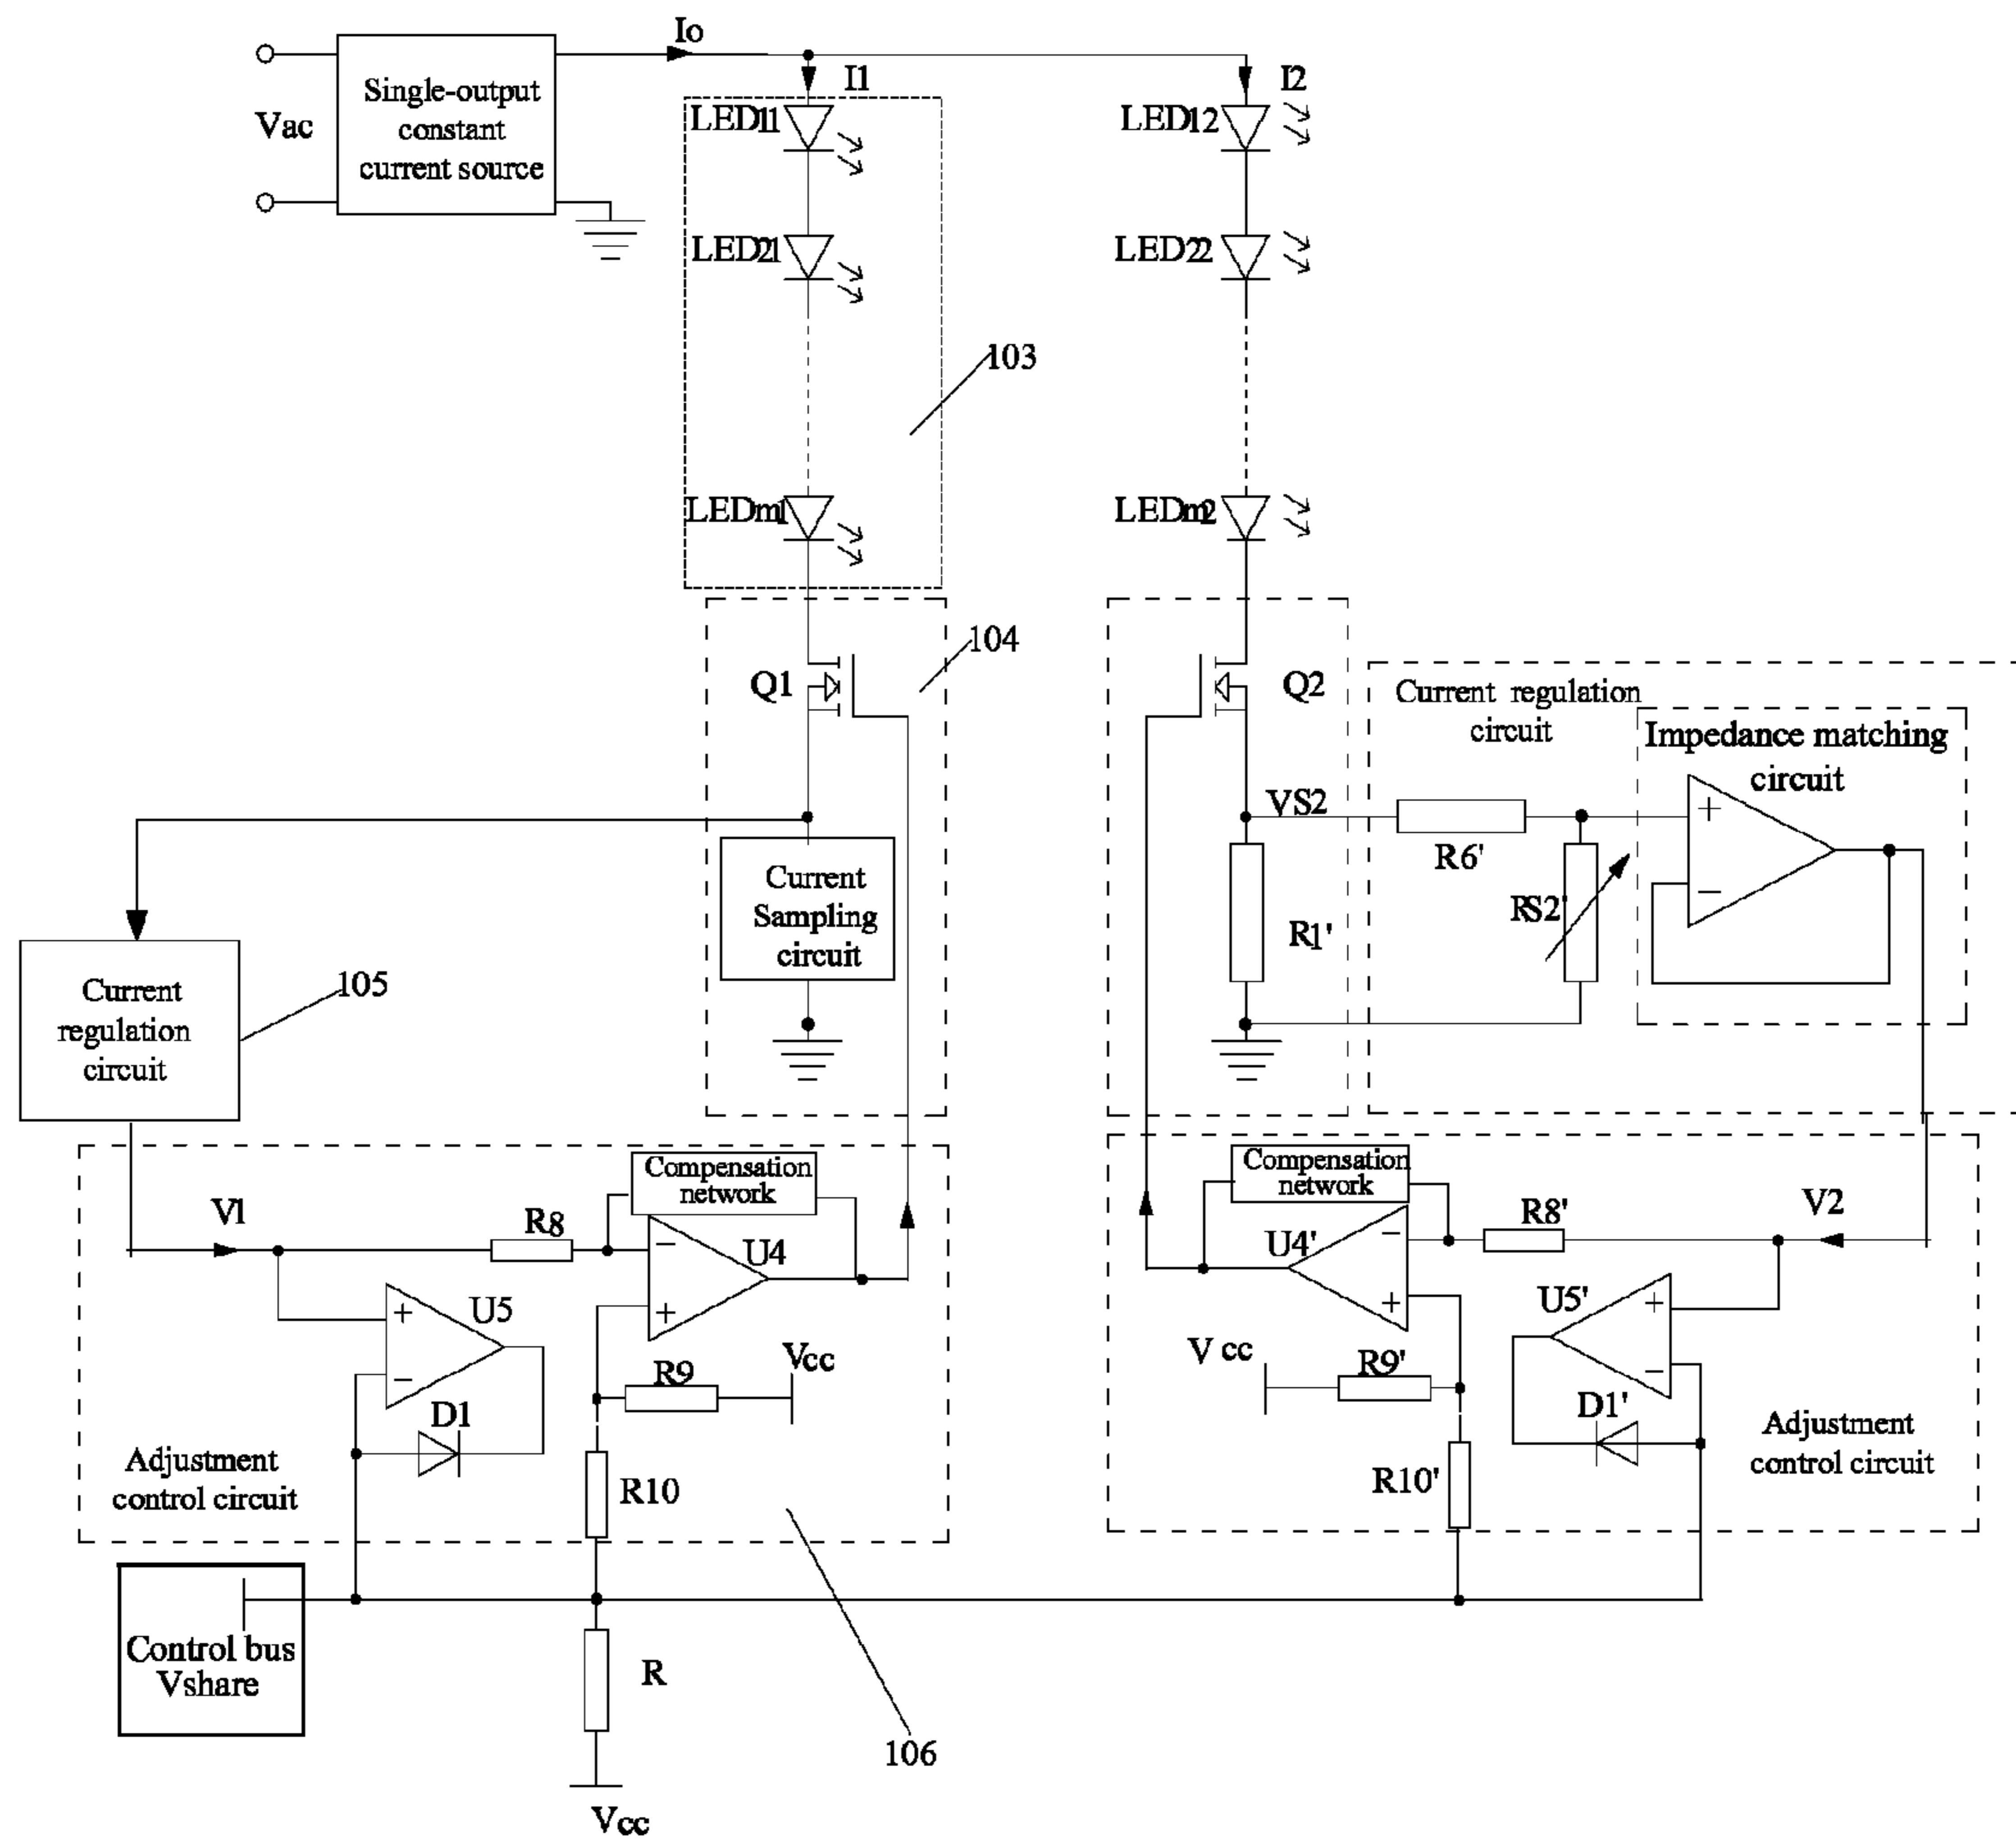 Io
I1
I2
Vac
Single-output
constant
current source
LED11
LED12
LED21
LED22
103
LEDm1
LEDm2
104
Q1
Q2
Current regulation
circuit
Impedance matching
circuit
+
−
VS2
R6'
RS2'
R1'
Current
Sampling
circuit
Current
regulation
circuit
105
V1
R8
Compensation
network
−
+
U4
U5
+
−
D1
R9
Vcc
R10
Adjustment
control circuit
Compensation
network
U4'
−
+
R8'
V2
U5'
+
−
V cc
R9'
D1'
R10'
Adjustment
control circuit
Control bus
Vshare
R
106
Vcc